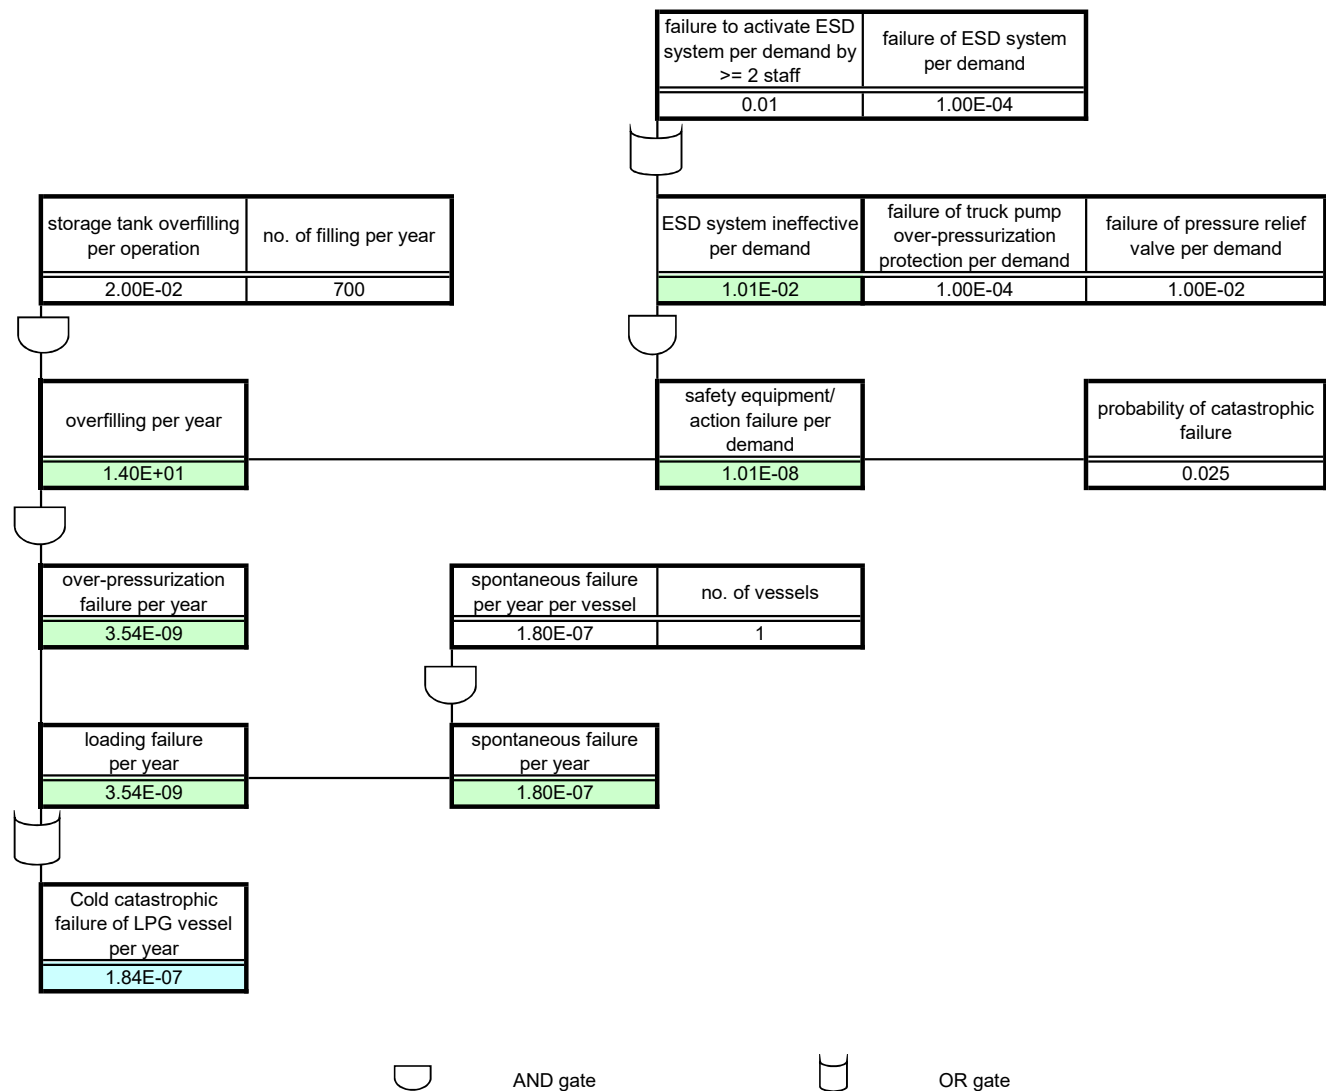 failure to activate ESD
system per demand by
>= 2 staff
failure of ESD system
per demand
0.01
1.00E-04
storage tank overfilling
per operation
no. of filling per year
2.00E-02
700
ESD system ineffective
per demand
failure of truck pump
over-pressurization
protection per demand
failure of pressure relief
valve per demand
1.01E-02
1.00E-04
1.00E-02
overfilling per year
1.40E+01
safety equipment/
action failure per
demand
1.01E-08
probability of catastrophic
failure
0.025
over-pressurization
failure per year
3.54E-09
spontaneous failure
per year per vessel
no. of vessels
1.80E-07
1
loading failure
per year
3.54E-09
spontaneous failure
per year
1.80E-07
Cold catastrophic
failure of LPG vessel
per year
1.84E-07
AND gate
OR gate